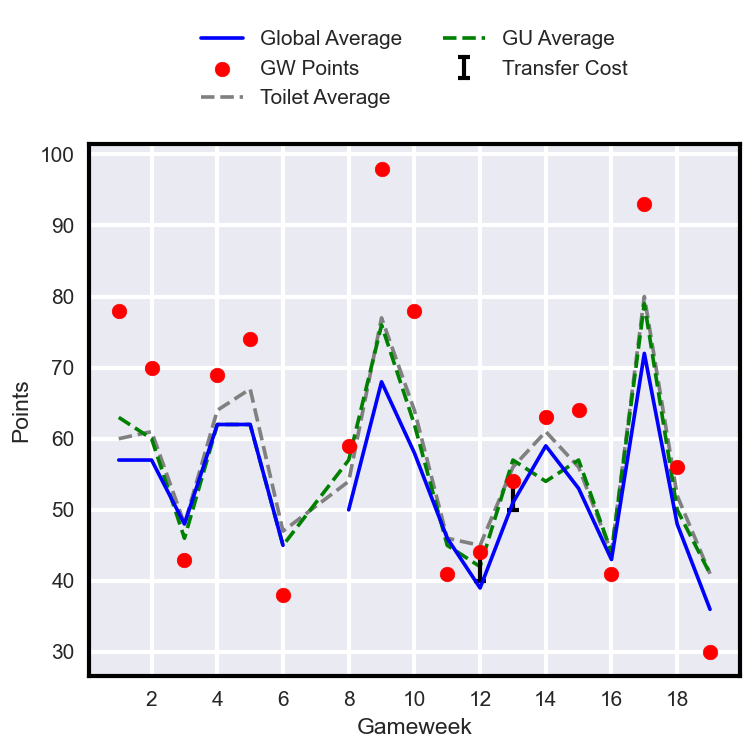 Global Average
GW Points
Toilet Average
GU Average
Transfer Cost
100
90
80
70
60
50
40
30
Points
2 4 6 8 10 12 14 16 18
Gameweek